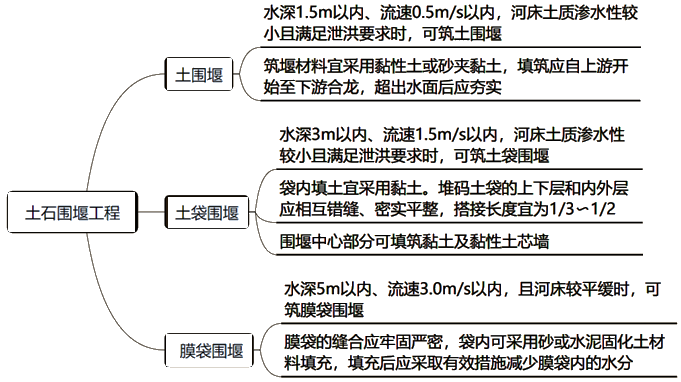 水深1.5m以内、流速0.5m/s以内，河床土质渗水性较
小且满足泄洪要求时，可筑土围堰
土围堰
筑堰材料宜采用黏性土或砂夹黏土，填筑应自上游开
始至下游合龙，超出水面后应夯实
水深3m以内、流速1.5m/s以内，河床土质渗水性
较小且满足泄洪要求时，可筑土袋围堰
土石围堰工程
土袋围堰
袋内填土宜采用黏土。堆码土袋的上下层和内外层
应相互错缝、密实平整，搭接长度宜为1/3~1/2
围堰中心部分可填筑黏土及黏性土芯墙
水深5m以内、流速3.0m/s以内，且河床较平缓时，可
筑膜袋围堰
膜袋围堰
膜袋的缝合应牢固严密，袋内可采用砂或水泥固化土材
料填充，填充后应采取有效措施减少膜袋内的水分